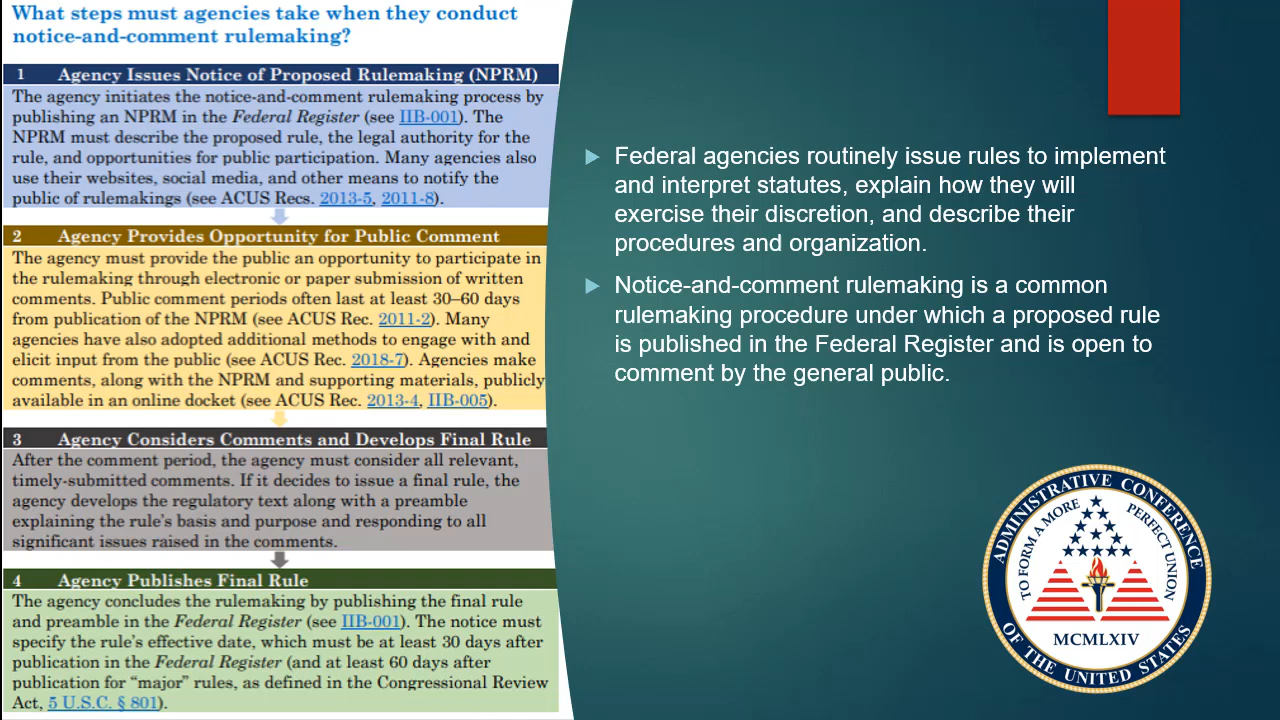 What steps must agencies take when they conduct
notice-and-comment rulemaking?
1 Agency Issues Notice of Proposed Rulemaking (NPRM)
The agency initiates the notice-and-comment rulemaking process by
publishing an NPRM in the Federal Register (see IIB-001). The
NPRM must describe the proposed rule, the legal authority for the
rule, and opportunities for public participation. Many agencies also
use their websites, social media, and other means to notify the
public of rulemakings (see ACUS Recs. 2013-5, 2011-8).
2 Agency Provides Opportunity for Public Comment
The agency must provide the public an opportunity to participate in
the rulemaking through electronic or paper submission of written
comments. Public comment periods often last at least 30–60 days
from publication of the NPRM (see ACUS Rec. 2011-2). Many
agencies have also adopted additional methods to engage with and
elicit input from the public (see ACUS Rec. 2018-7). Agencies make
comments, along with the NPRM and supporting materials, publicly
available in an online docket (see ACUS Rec. 2013-4, IIB-005).
3 Agency Considers Comments and Develops Final Rule
After the comment period, the agency must consider all relevant,
timely-submitted comments. If it decides to issue a final rule, the
agency develops the regulatory text along with a preamble
explaining the rule's basis and purpose and responding to all
significant issues raised in the comments.
4 Agency Publishes Final Rule
The agency concludes the rulemaking by publishing the final rule
and preamble in the Federal Register (see IIB-001). The notice must
specify the rule's effective date, which must be at least 30 days after
publication in the Federal Register (and at least 60 days after
publication for “major” rules, as defined in the Congressional Review
Act, 5 U.S.C. § 801).
Federal agencies routinely issue rules to implement
and interpret statutes, explain how they will
exercise their discretion, and describe their
procedures and organization.
Notice-and-comment rulemaking is a common
rulemaking procedure under which a proposed rule
is published in the Federal Register and is open to
comment by the general public.
ADMINISTRATIVE CONFERENCE
OF THE UNITED STATES
TO FORM A MORE
PERFECT UNION
MCMLXIV